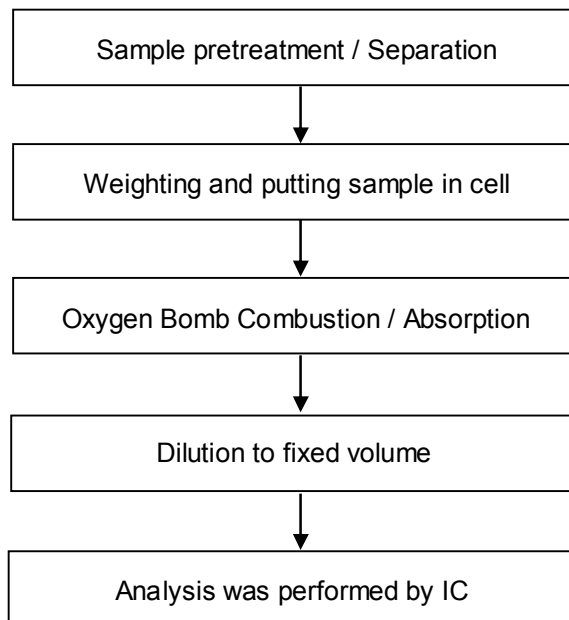 Sample pretreatment / Separation
Weighting and putting sample in cell
Oxygen Bomb Combustion / Absorption
Dilution to fixed volume
Analysis was performed by IC